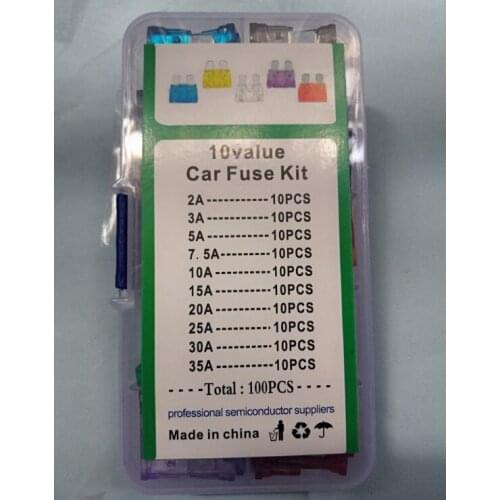 10value
Car Fuse Kit
2A-----------10PCS
3A-----------10PCS
5A-----------10PCS
7. 5A---------10PCS
10A----------10PCS
15A----------10PCS
20A----------10PCS
25A----------10PCS
30A----------10PCS
35A----------10PCS
----Total : 100PCS----
professional semiconductor suppliers
Made in china